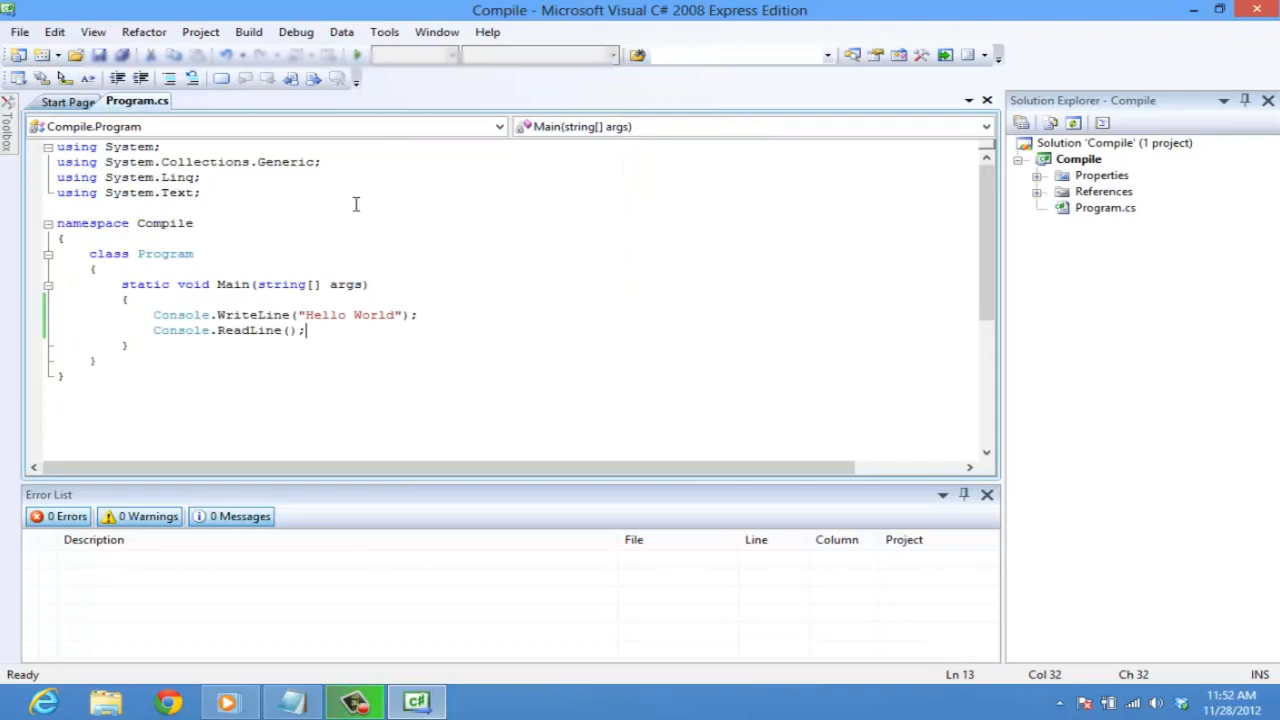 Compile - Microsoft Visual C# 2008 Express Edition
File Edit View Refactor Project Build Debug Data Tools Window Help
Toolbox
Start Page Program.cs
Compile.Program
Main(string[] args)
using System;
using System.Collections.Generic;
using System.Linq;
using System.Text;
namespace Compile
{
class Program
{
static void Main(string[] args)
{
Console.WriteLine("Hello World");
Console.ReadLine();
}
}
}
Solution Explorer - Compile
Solution 'Compile' (1 project)
Compile
Properties
References
Program.cs
Error List
0 Errors 0 Warnings 0 Messages
Description File Line Column Project
Ready Ln 13 Col 32 Ch 32 INS
C#
11:52 AM
11/28/2012